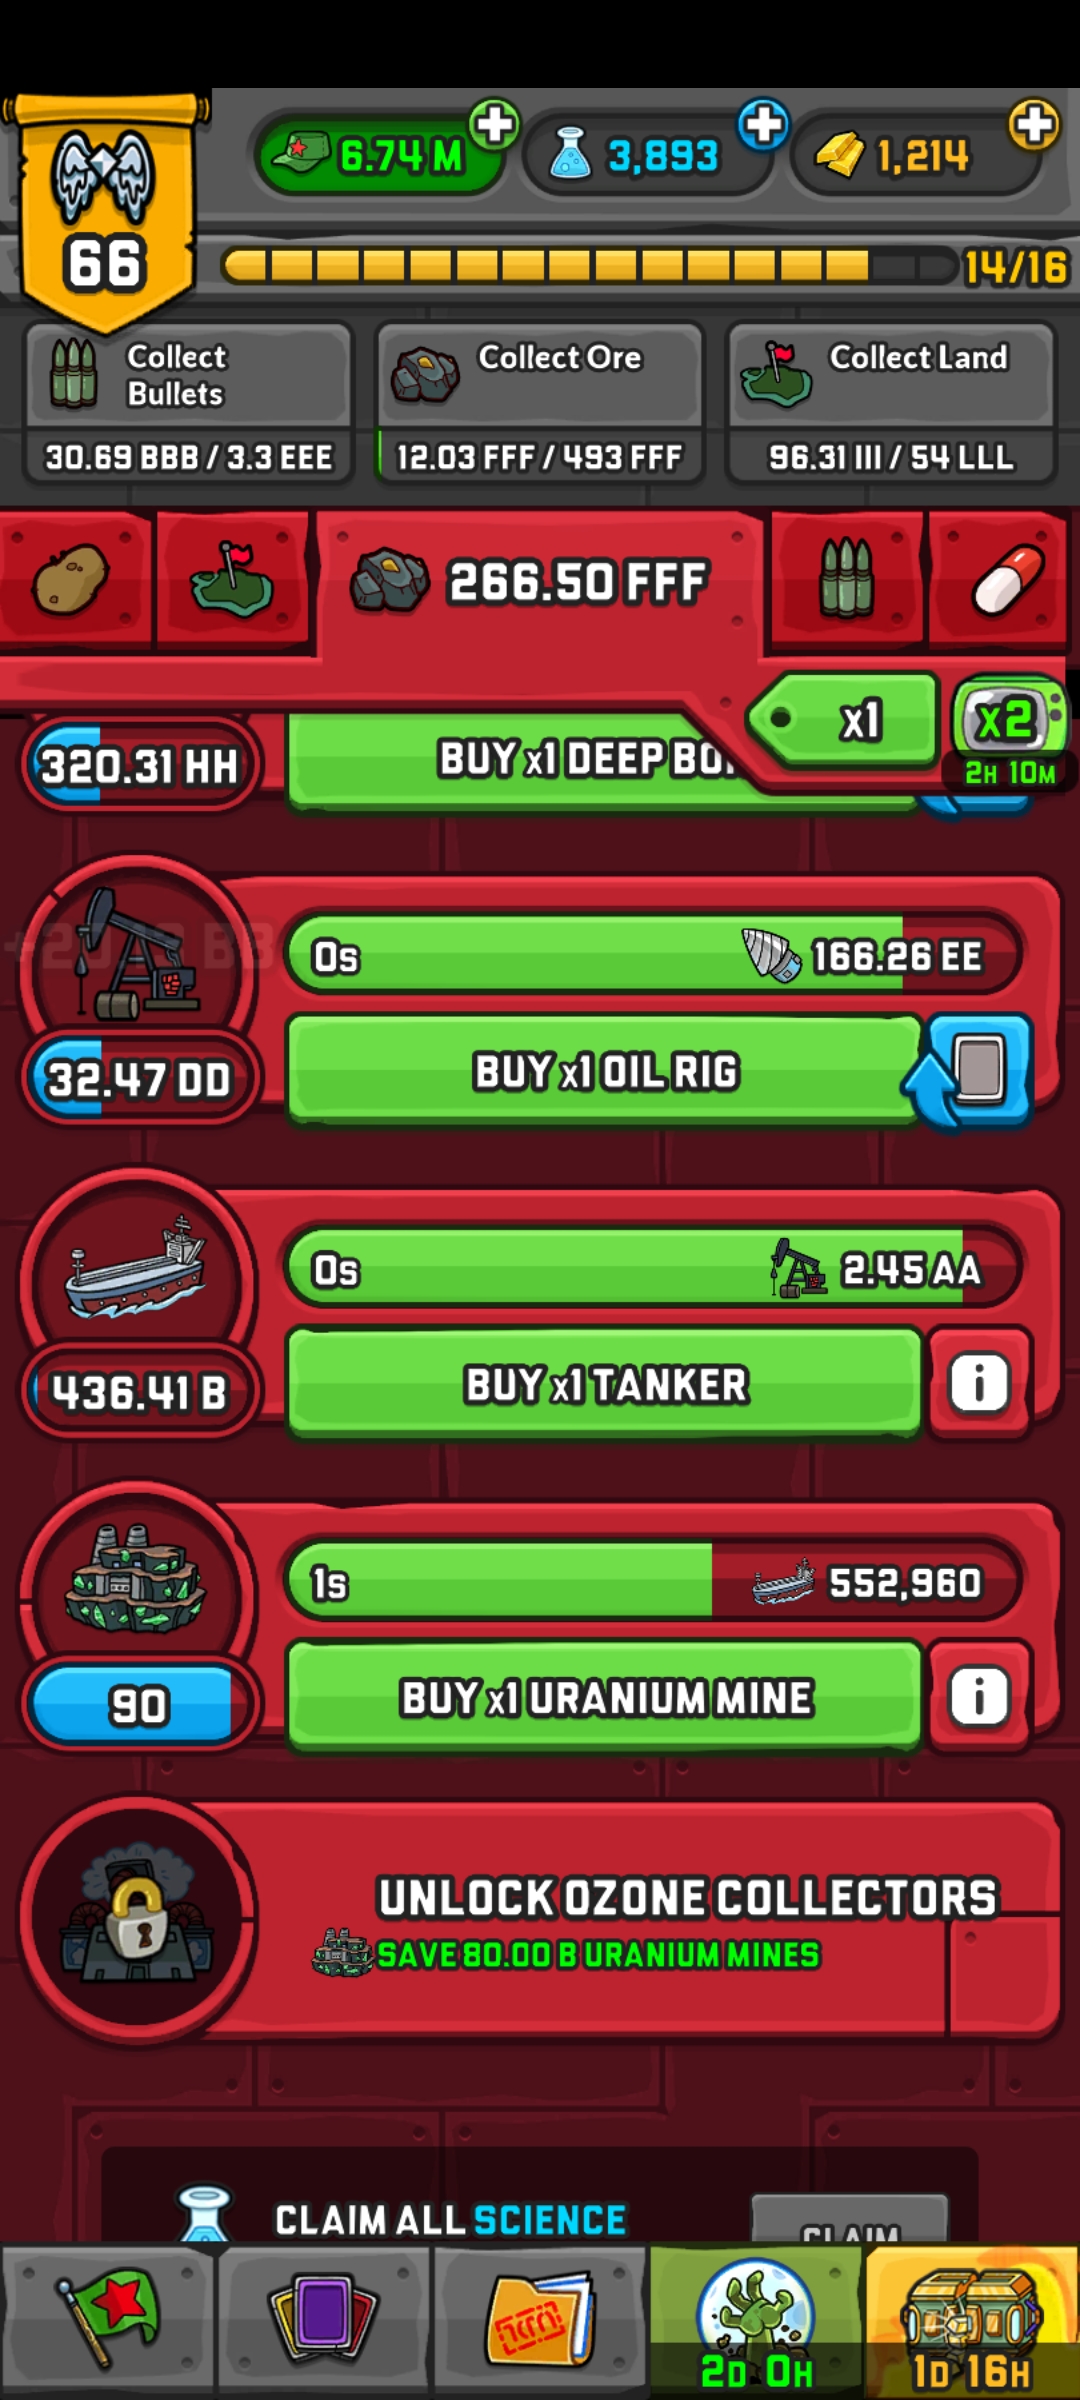 6.74 M
3,893
1,214
66
14/16
Collect
Bullets
Collect Ore
Collect Land
30.69 BBB / 3.3 EEE
12.03 FFF / 493 FFF
96.31 III / 54 LLL
266.50 FFF
x1
x2
2H 10M
320.31 HH
BUY x1 DEEP
0s
166.26 EE
32.47 DD
BUY x1 OIL RIG
0s
2.45 AA
436.41 B
BUY x1 TANKER
i
1s
552,960
90
BUY x1 URANIUM MINE
i
UNLOCK OZONE COLLECTORS
SAVE 80.00 B URANIUM MINES
CLAIM ALL SCIENCE
CLAIM
2D 0H
1D 16H